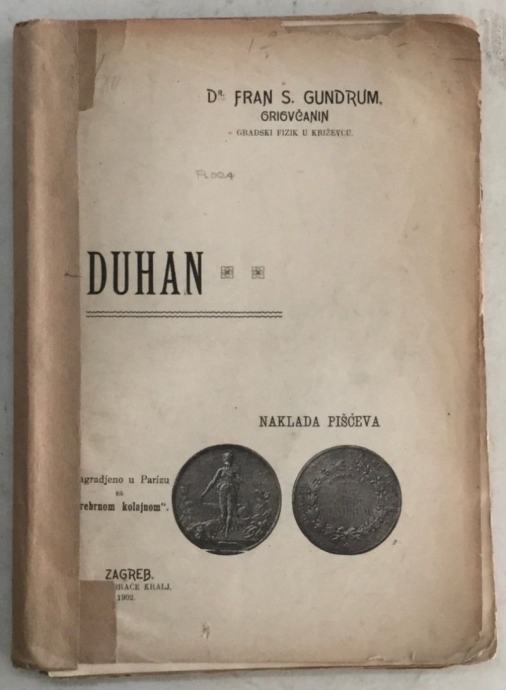 Dr. FRAN S. GUNDRUM,
ORIOVČANIN
GRADSKI FIZIK U KRIŽEVCU.
FLORA
DUHAN
NAKLADA PIŠČEVA
agradjeno u Parizu
sa
rebrnom kolajnom".
ZAGREB.
BRAĆE KRALJ.
1902.